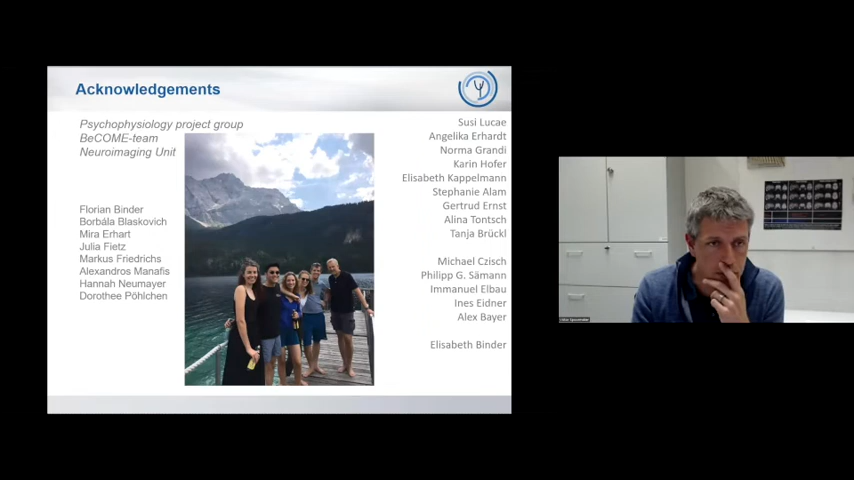 Acknowledgements
Psychophysiology project group
BeCOME-team
Neuroimaging Unit
Florian Binder
Borbála Blaskovich
Mira Erhart
Julia Fietz
Markus Friedrichs
Alexandros Manafis
Hannah Neumayer
Dorothee Pöhlchen
Susi Lucae
Angelika Erhardt
Norma Grandi
Karin Hofer
Elisabeth Kappelmann
Stephanie Alam
Gertrud Ernst
Alina Tontsch
Tanja Brückl
Michael Czisch
Philipp G. Sämann
Immanuel Elbau
Ines Eidner
Alex Bayer
Elisabeth Binder